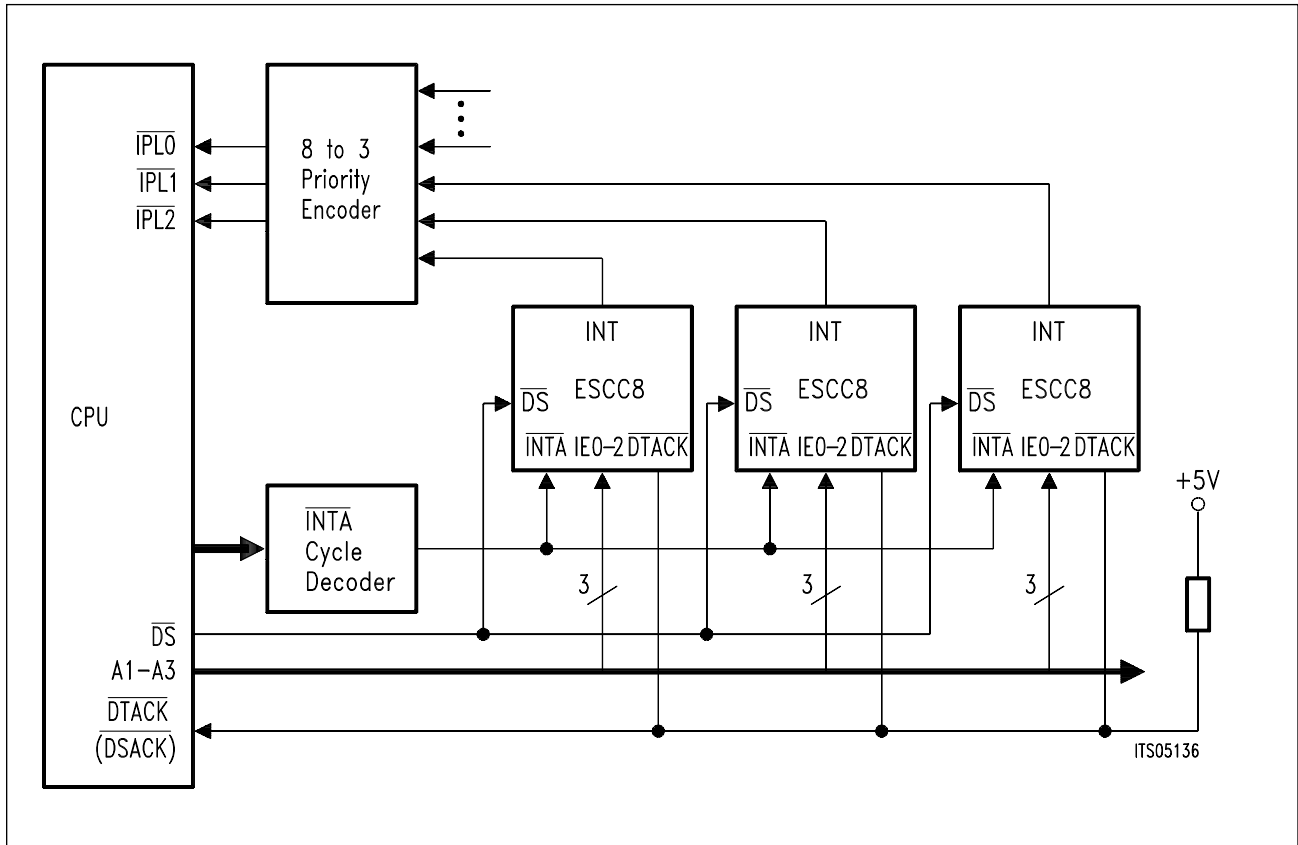 CPU
IPL0
IPL1
IPL2
8 to 3
Priority
Encoder
INT
ESCC8
DS
INTA IE0-2 DTACK
INT
ESCC8
DS
INTA IE0-2 DTACK
INT
ESCC8
DS
INTA IE0-2 DTACK
+5V
INTA
Cycle
Decoder
3
3
3
DS
A1-A3
DTACK
(DSACK)
ITS05136